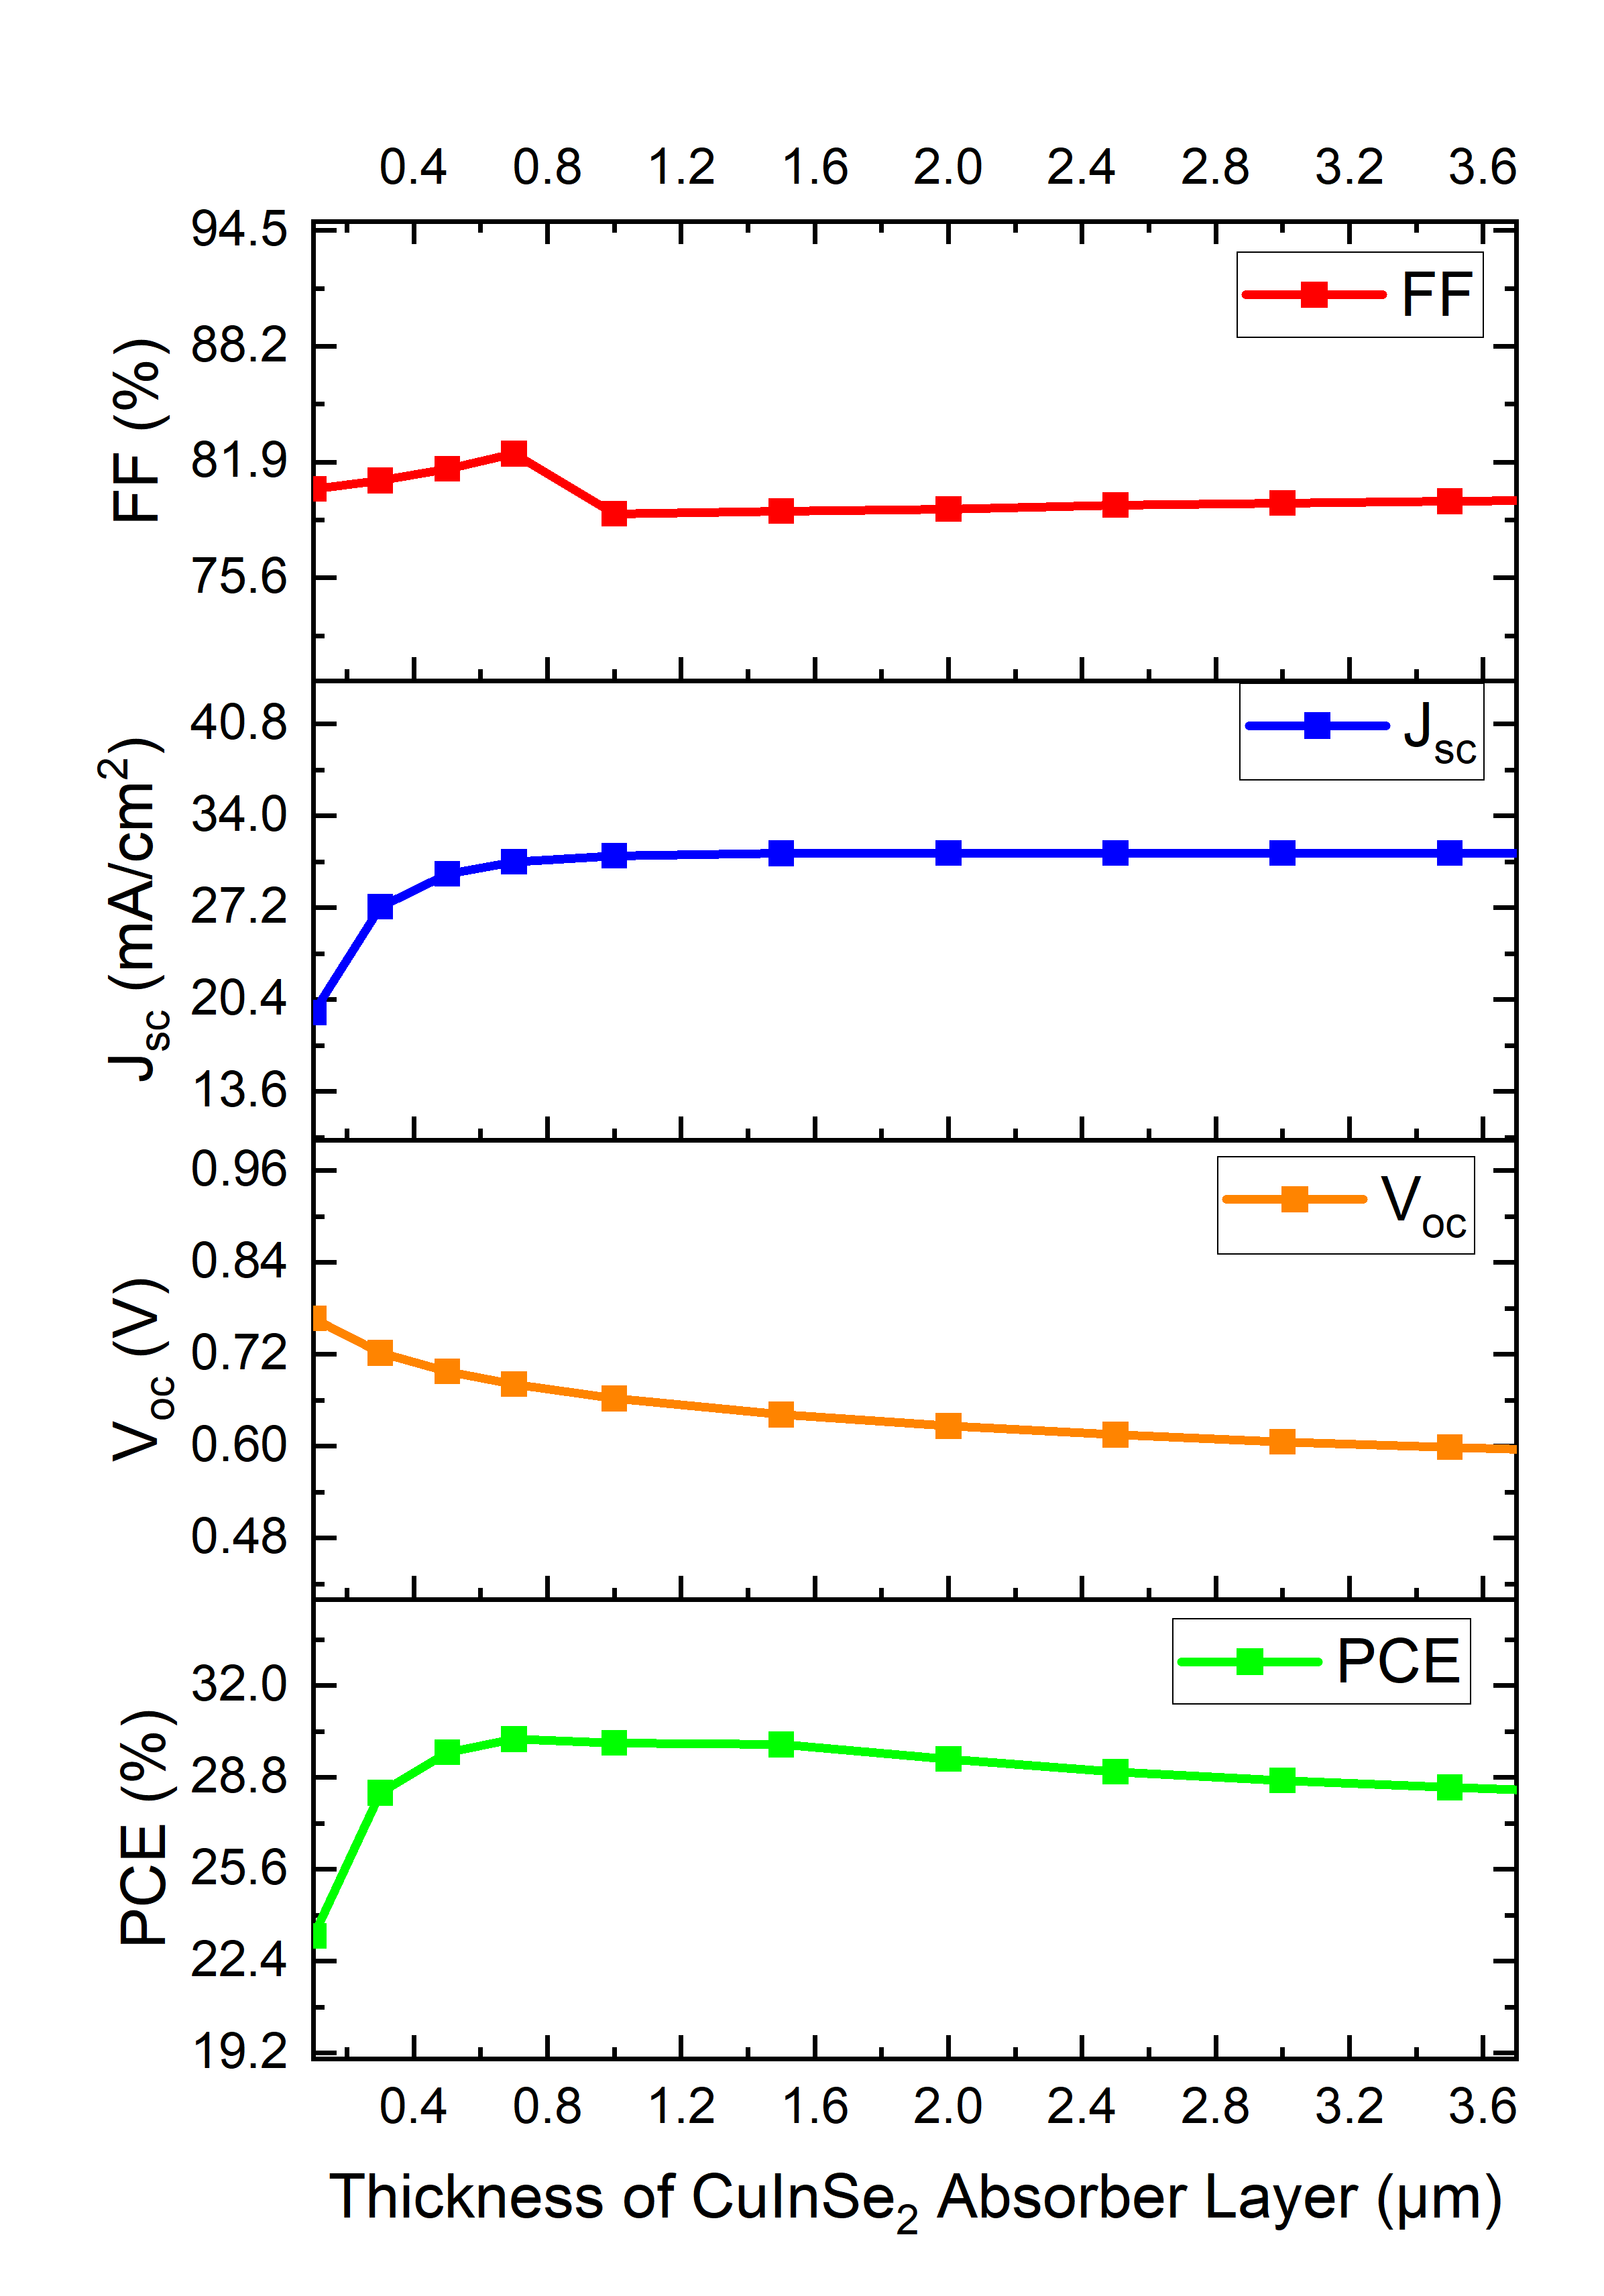 0.4 0.8 1.2 1.6 2.0 2.4 2.8 3.2 3.6
94.5
88.2
81.9
75.6
FF (%)
FF
40.8
34.0
27.2
20.4
13.6
Jsc (mA/cm²)
Jsc
0.96
0.84
0.72
0.60
0.48
Voc (V)
Voc
32.0
28.8
25.6
22.4
19.2
PCE (%)
PCE
0.4 0.8 1.2 1.6 2.0 2.4 2.8 3.2 3.6
Thickness of CuInSe₂ Absorber Layer (μm)